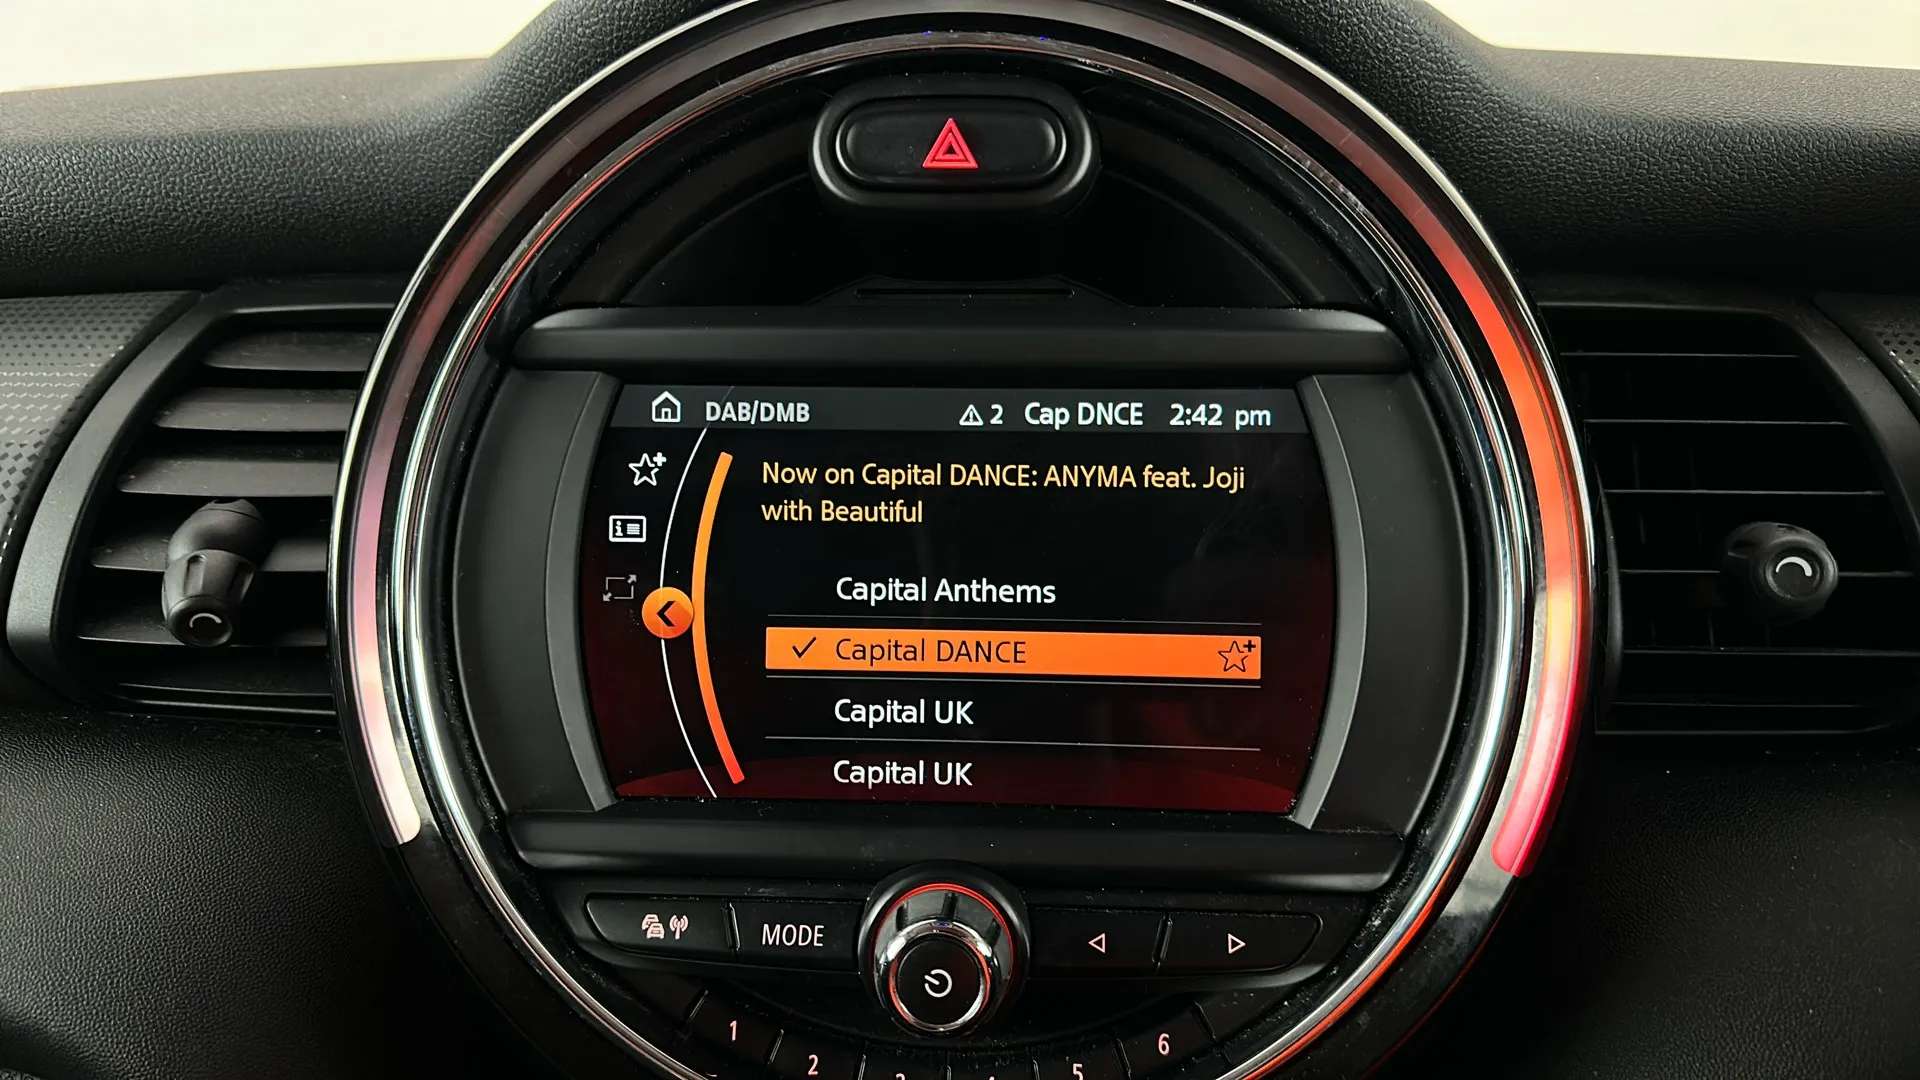 DAB/DMB 2 Cap DNCE 2:42 pm
Now on Capital DANCE: ANYMA feat. Joji
with Beautiful
Capital Anthems
Capital DANCE
Capital UK
Capital UK
MODE
1
2
5
6